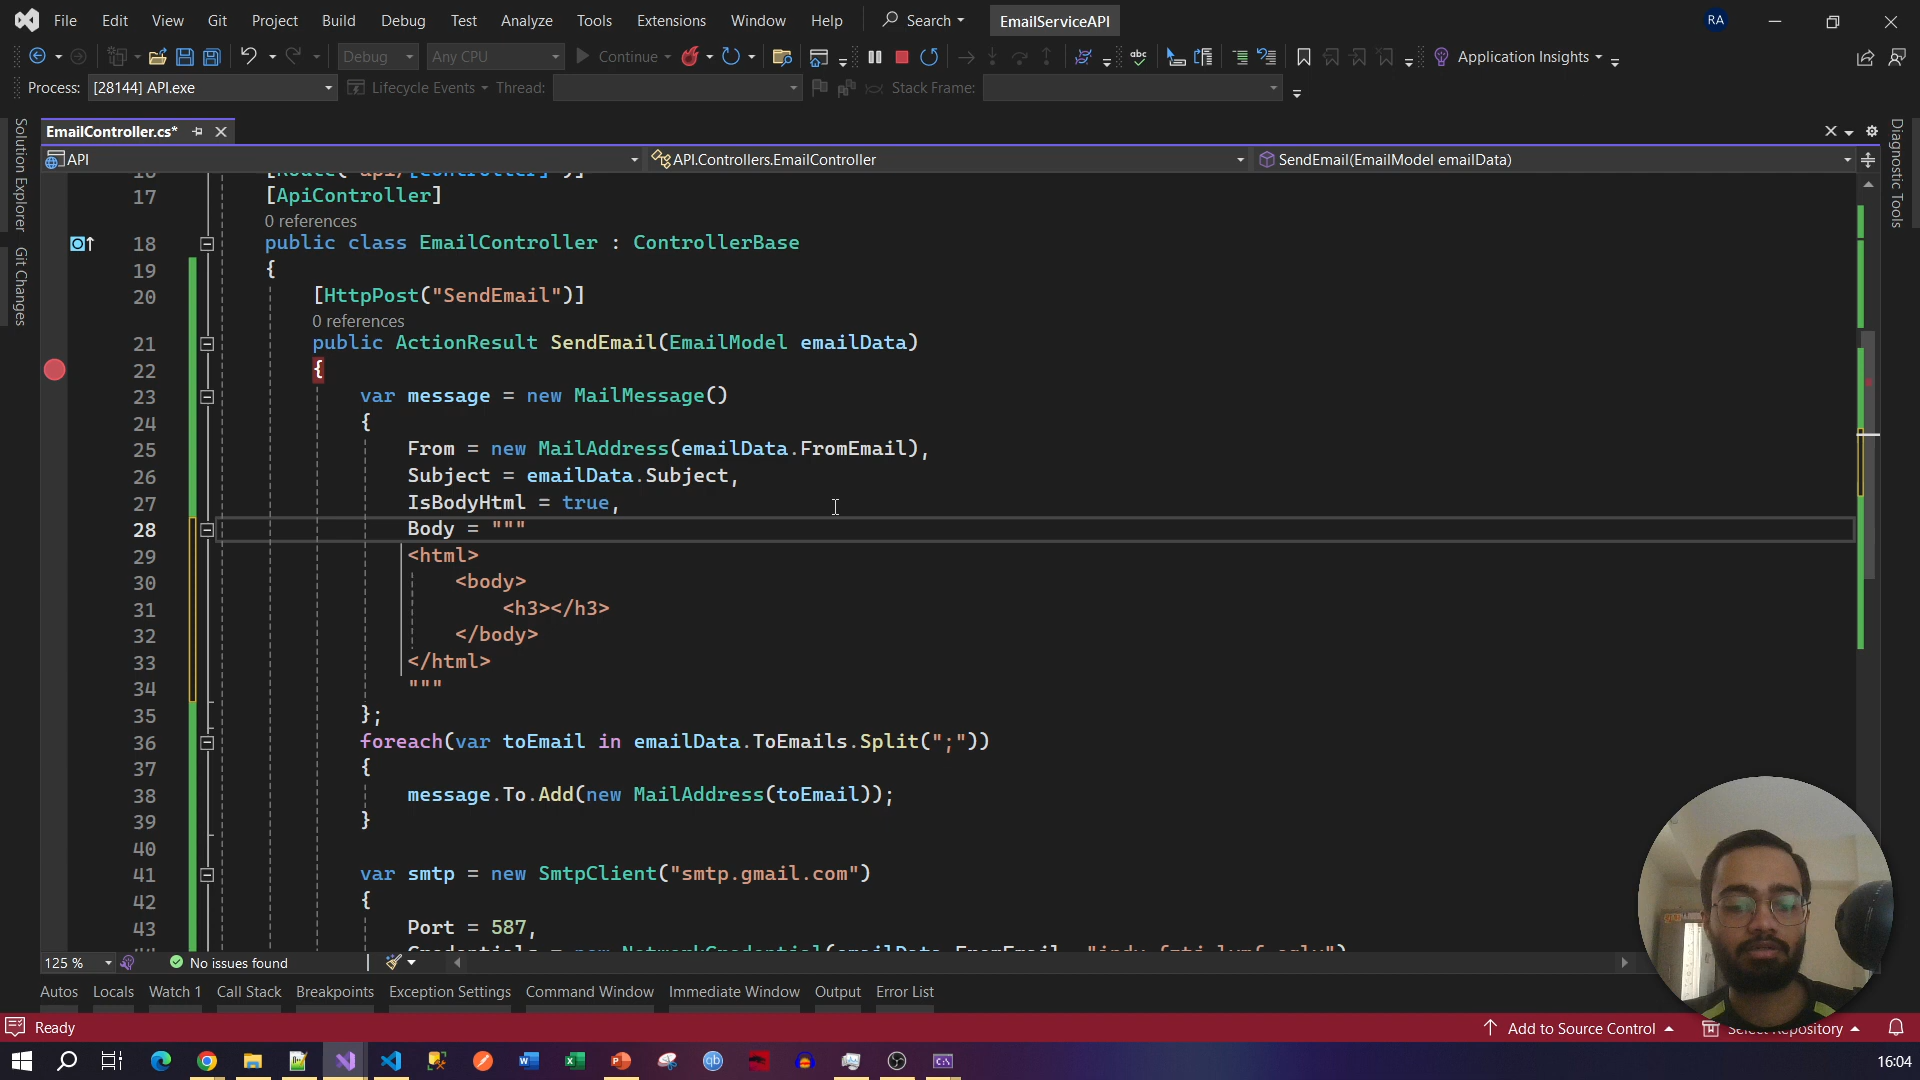 File Edit View Git Project Build Debug Test Analyze Tools Extensions Window Help Search EmailServiceAPI RA
Debug Any CPU Continue Application Insights
Process: [28144] API.exe Lifecycle Events Thread: Stack Frame:
Solution Explorer
Git Changes
Diagnostic Tools
EmailController.cs*
API API.Controllers.EmailController SendEmail(EmailModel emailData)
16 [Route("api/[controller]")]
17 [ApiController]
0 references
18 public class EmailController : ControllerBase
19 {
20 [HttpPost("SendEmail")]
0 references
21 public ActionResult SendEmail(EmailModel emailData)
22 {
23 var message = new MailMessage()
24 {
25 From = new MailAddress(emailData.FromEmail),
26 Subject = emailData.Subject,
27 IsBodyHtml = true,
28 Body = """
29 <html>
30 <body>
31 <h3></h3>
32 </body>
33 </html>
34 """
35 };
36 foreach(var toEmail in emailData.ToEmails.Split(";"))
37 {
38 message.To.Add(new MailAddress(toEmail));
39 }
40
41 var smtp = new SmtpClient("smtp.gmail.com")
42 {
43 Port = 587,
125 % No issues found
Autos Locals Watch 1 Call Stack Breakpoints Exception Settings Command Window Immediate Window Output Error List
Ready Add to Source Control Select Repository
16:04